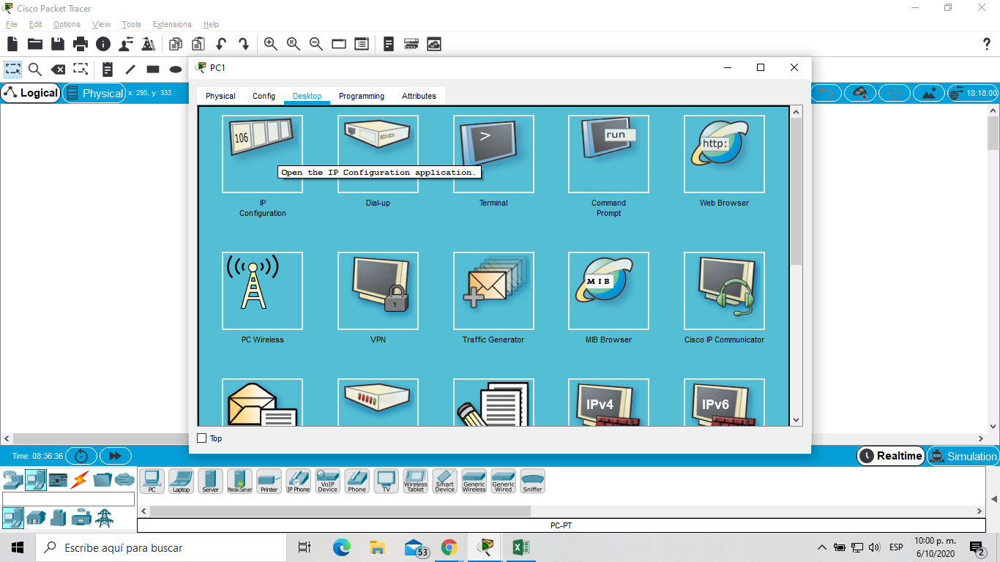 Cisco Packet Tracer
File Edit Options View Tools Extensions Help
R
?
PC1
Logical
Physical
x: 295, y: 333
18:18:00
Physical Config Desktop Programming Attributes
106
>
run
http:
Open the IP Configuration application.
IP
Configuration
Dial-up
Terminal
Command
Prompt
Web Browser
MIB
PC Wireless
VPN
Traffic Generator
MIB Browser
Cisco IP Communicator
IPv4
IPv6
Top
Time: 08:36:36
Realtime
Simulation
PC
Laptop
Server
Meraki Server
Printer
IP
IP Phone
VoIP
Device
Phone
TV
Wireless
Tablet
Smart
Device
Generic
Wireless
Generic
Wired
Sniffer
PC-PT
Escribe aquí para buscar
53
ESP
10:00 p. m.
6/10/2020
2